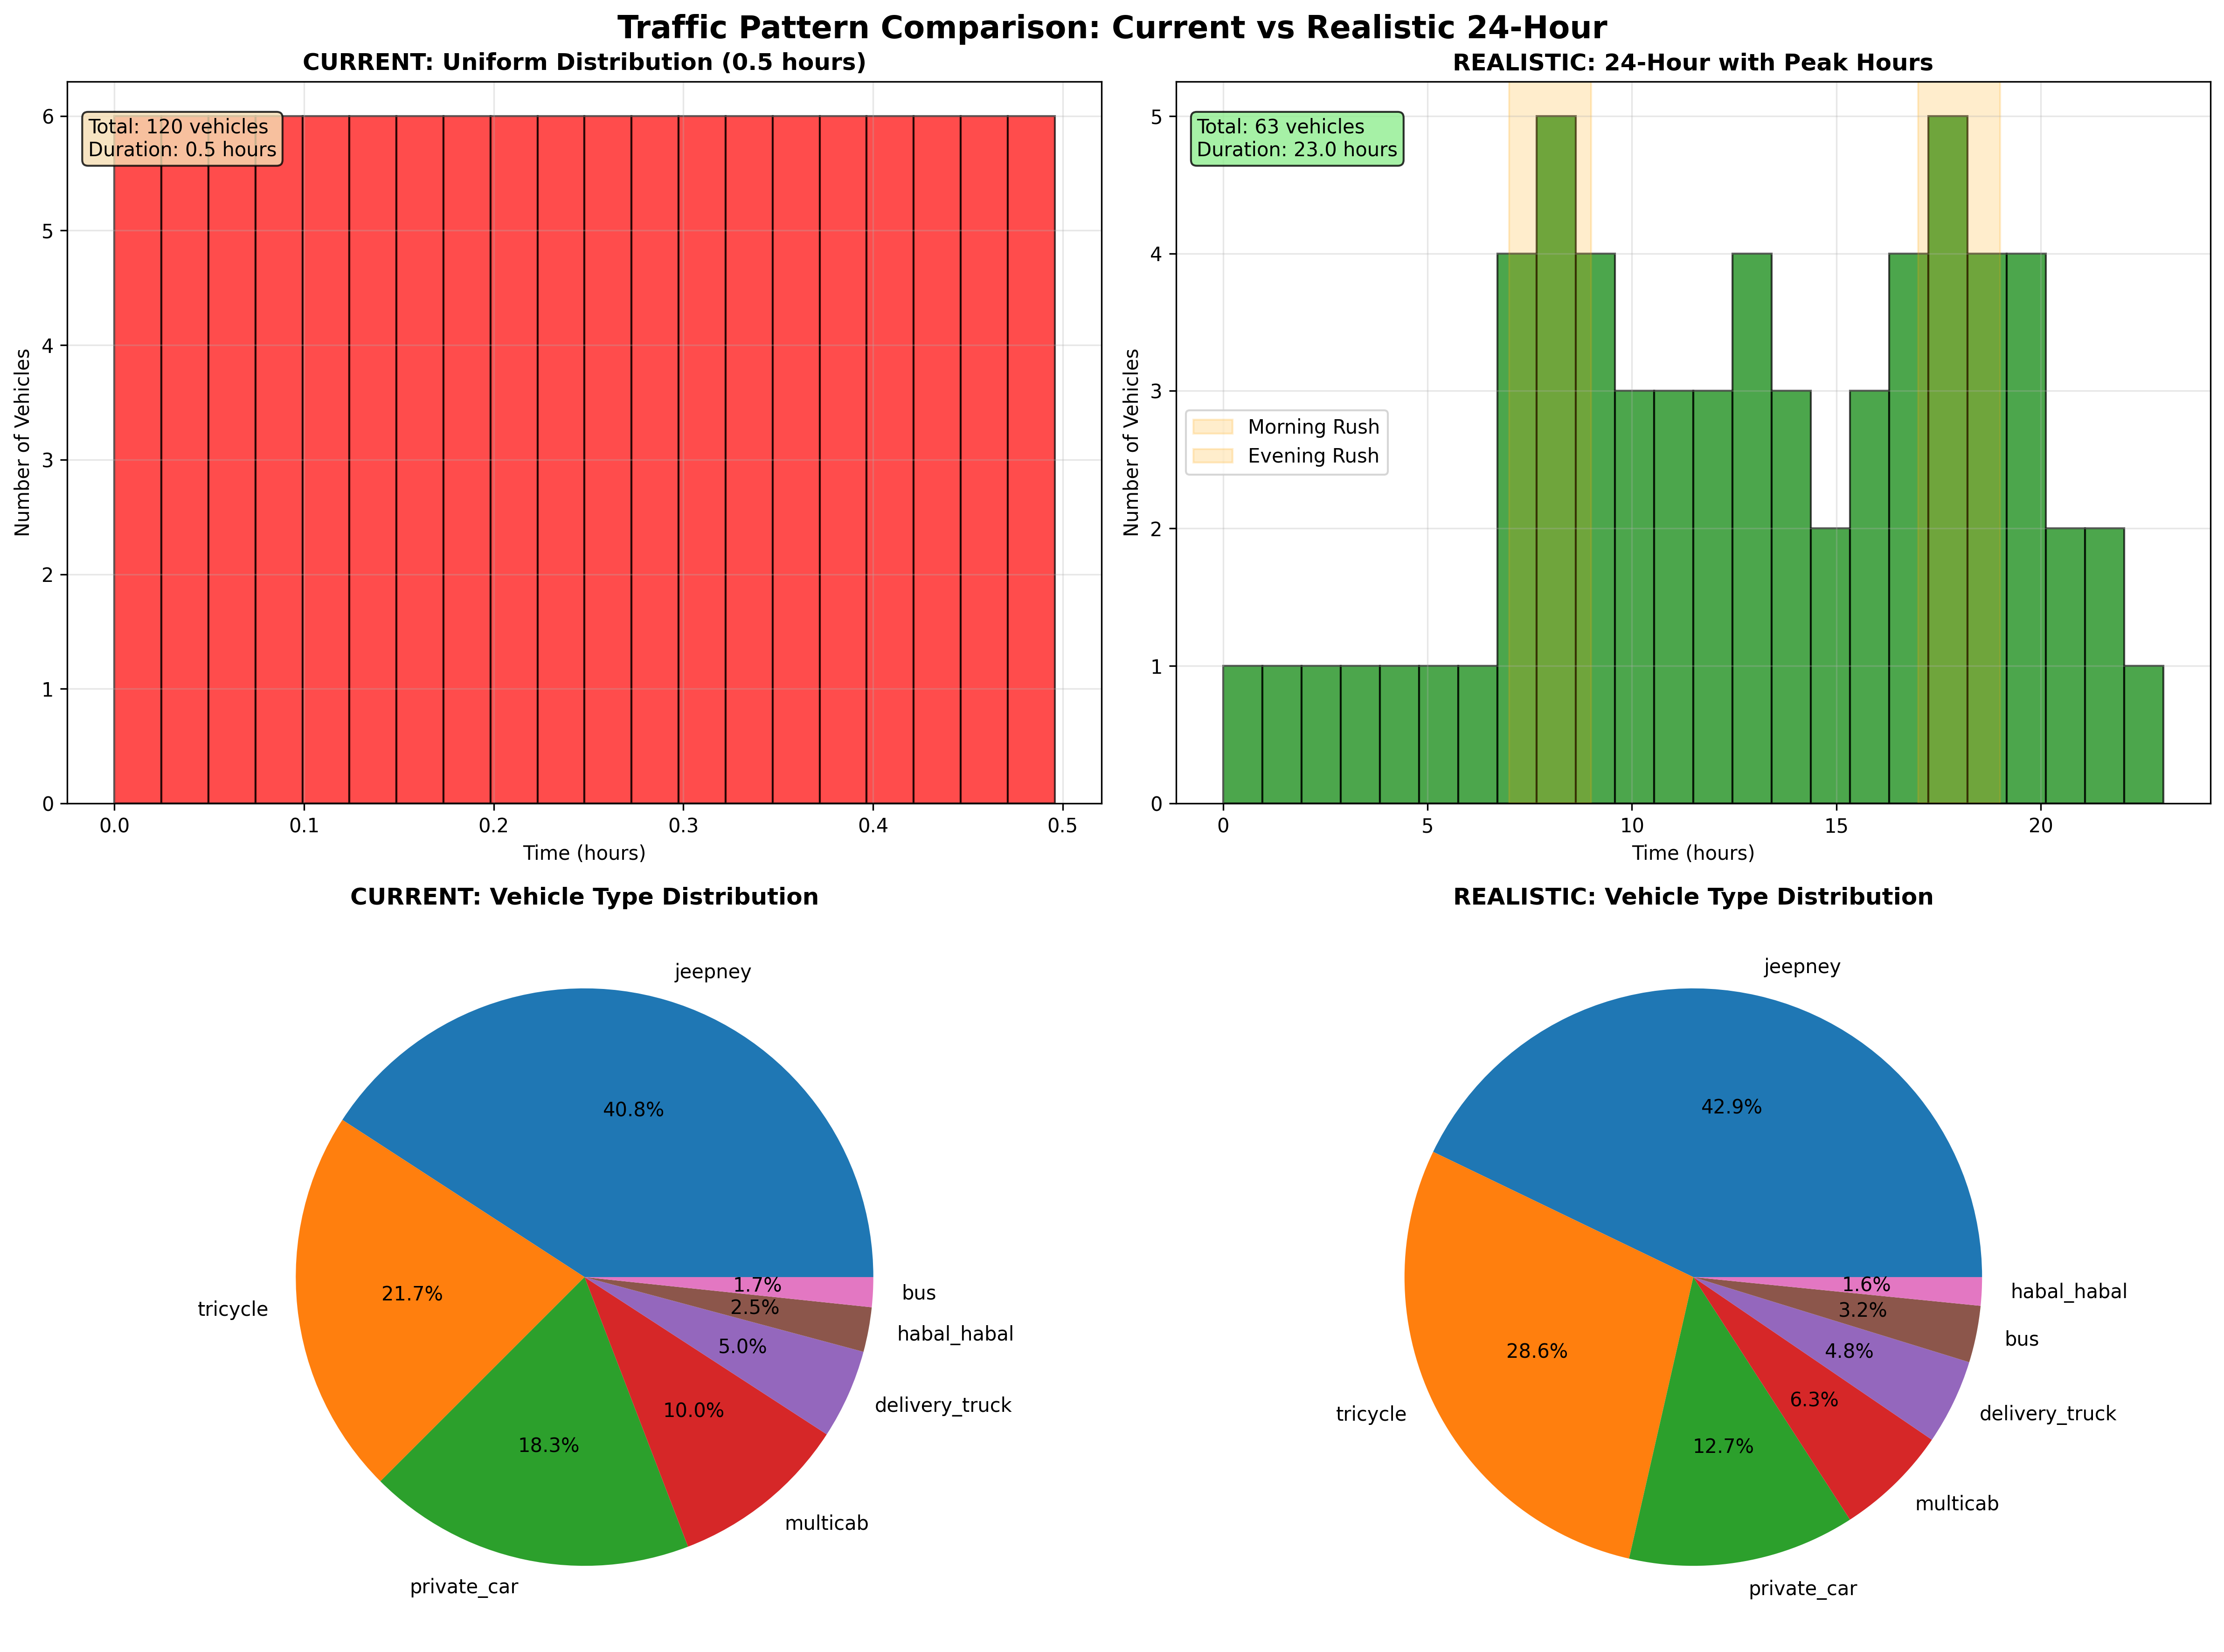 Traffic Pattern Comparison: Current vs Realistic 24-Hour
CURRENT: Uniform Distribution (0.5 hours)
Total: 120 vehicles
Duration: 0.5 hours
Number of Vehicles
6
5
4
3
2
1
0
0.0 0.1 0.2 0.3 0.4 0.5
Time (hours)
REALISTIC: 24-Hour with Peak Hours
Total: 63 vehicles
Duration: 23.0 hours
Morning Rush
Evening Rush
Number of Vehicles
5
4
3
2
1
0
0 5 10 15 20
Time (hours)
CURRENT: Vehicle Type Distribution
jeepney
40.8%
tricycle
21.7%
private_car
18.3%
multicab
10.0%
delivery_truck
5.0%
habal_habal
2.5%
bus
1.7%
REALISTIC: Vehicle Type Distribution
jeepney
42.9%
tricycle
28.6%
private_car
12.7%
multicab
6.3%
delivery_truck
4.8%
bus
3.2%
habal_habal
1.6%